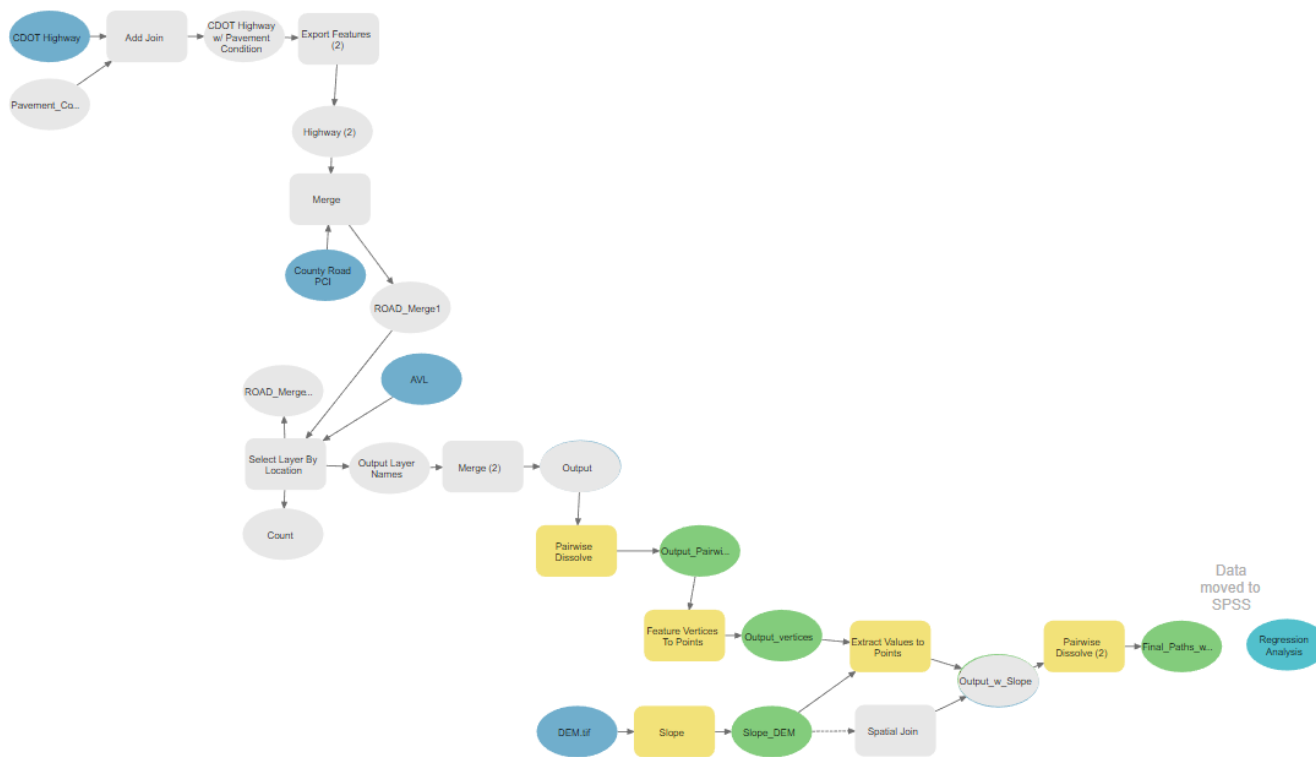 CDOT Highway
Add Join
CDOT Highway
w/ Pavement
Condition
Export Features
(2)
Pavement_Co...
Highway (2)
Merge
County Road
PCI
ROAD_Merge1
AVL
ROAD_Merge...
Select Layer By
Location
Output Layer
Names
Merge (2)
Output
Count
Pairwise
Dissolve
Output_Pairwi...
Feature Vertices
To Points
Output_vertices
Extract Values to
Points
Output_w_Slope
Pairwise
Dissolve (2)
Final_Paths_w...
Data
moved to
SPSS
Regression
Analysis
DEM.tif
Slope
Slope_DEM
Spatial Join